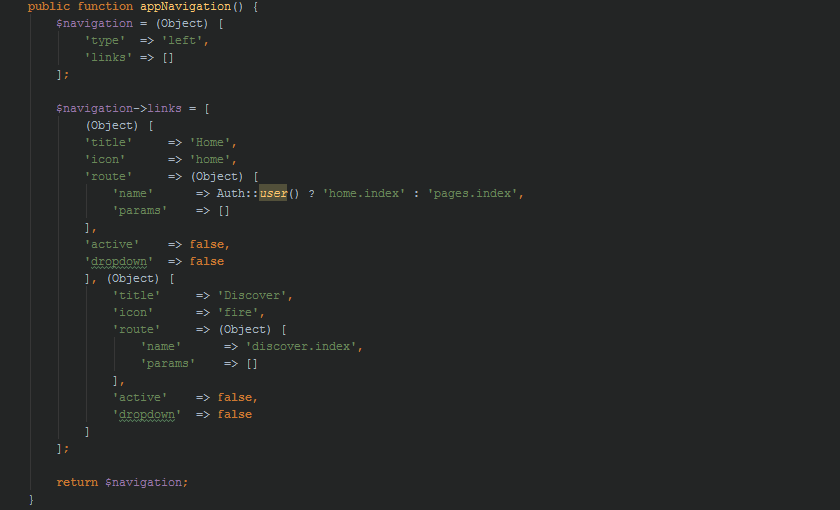 public function appNavigation() {
$navigation = (Object) [
'type' => 'left',
'links' => []
];
$navigation->links = [
(Object) [
'title' => 'Home',
'icon' => 'home',
'route' => (Object) [
'name' => Auth::user() ? 'home.index' : 'pages.index',
'params' => []
],
'active' => false,
'dropdown' => false
], (Object) [
'title' => 'Discover',
'icon' => 'fire',
'route' => (Object) [
'name' => 'discover.index',
'params' => []
],
'active' => false,
'dropdown' => false
]
];
return $navigation;
}